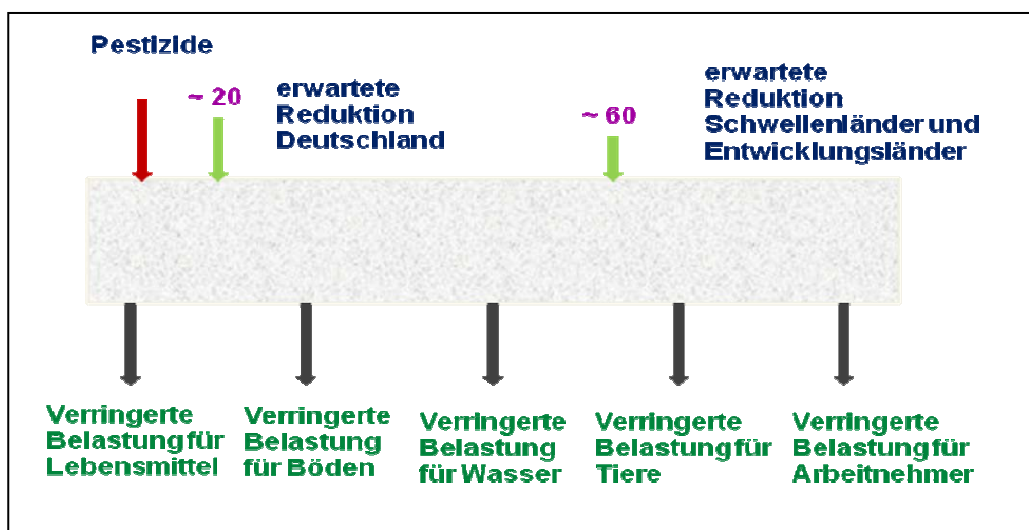 Pestizide
~ 20
erwartete
Reduktion
Deutschland
~ 60
erwartete
Reduktion
Schwellenländer und
Entwicklungsländer
Verringerte
Belastung für
Lebensmittel
Verringerte
Belastung
für Böden
Verringerte
Belastung
für Wasser
Verringerte
Belastung für
Tiere
Verringerte
Belastung für
Arbeitnehmer